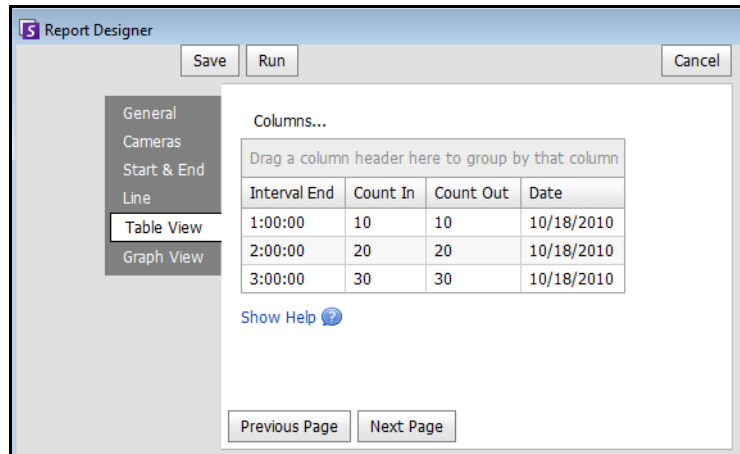 Report Designer
Save Run Cancel
General
Cameras
Start & End
Line
Table View
Graph View
Columns...
Drag a column header here to group by that column
Interval End Count In Count Out Date
1:00:00 10 10 10/18/2010
2:00:00 20 20 10/18/2010
3:00:00 30 30 10/18/2010
Show Help ?
Previous Page Next Page